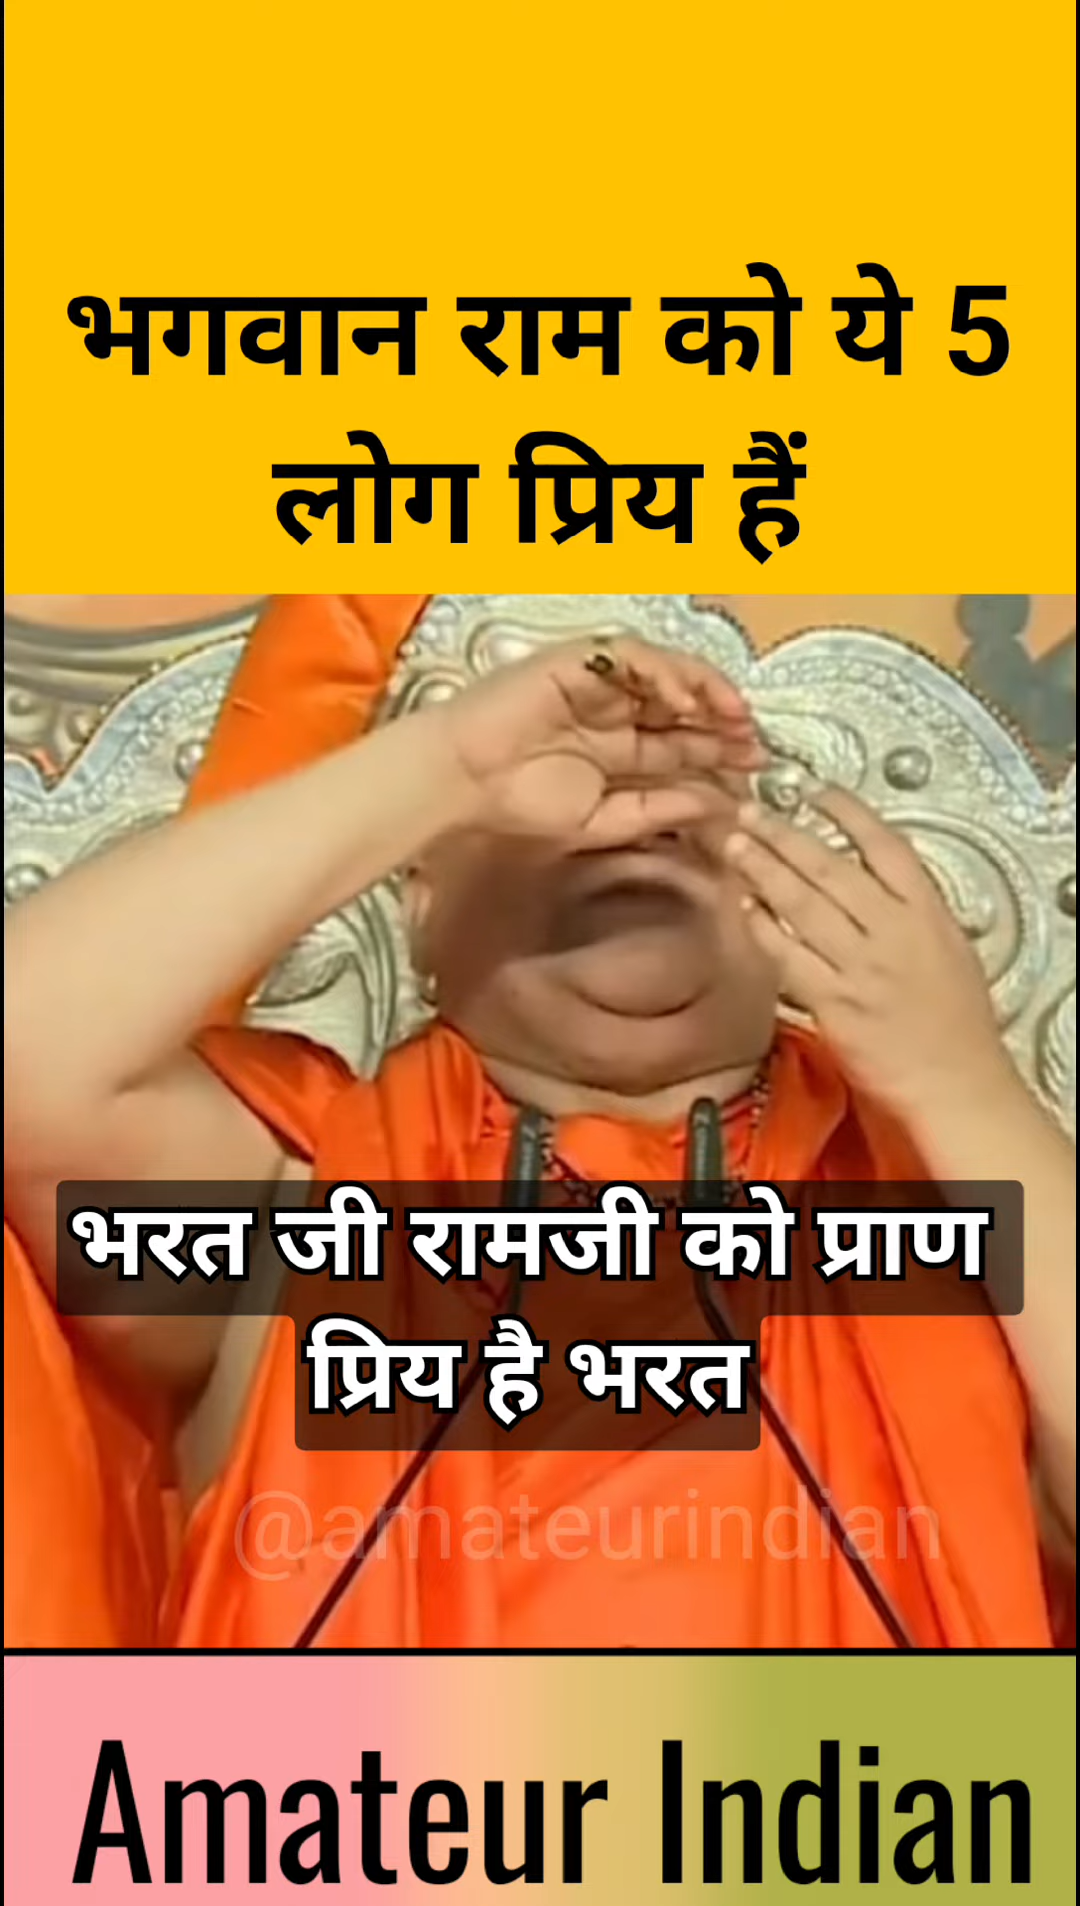 भगवान राम को ये 5
लोग प्रिय हैं
भरत जी रामजी को प्राण
प्रिय है भरत
@amateurindian
Amateur Indian